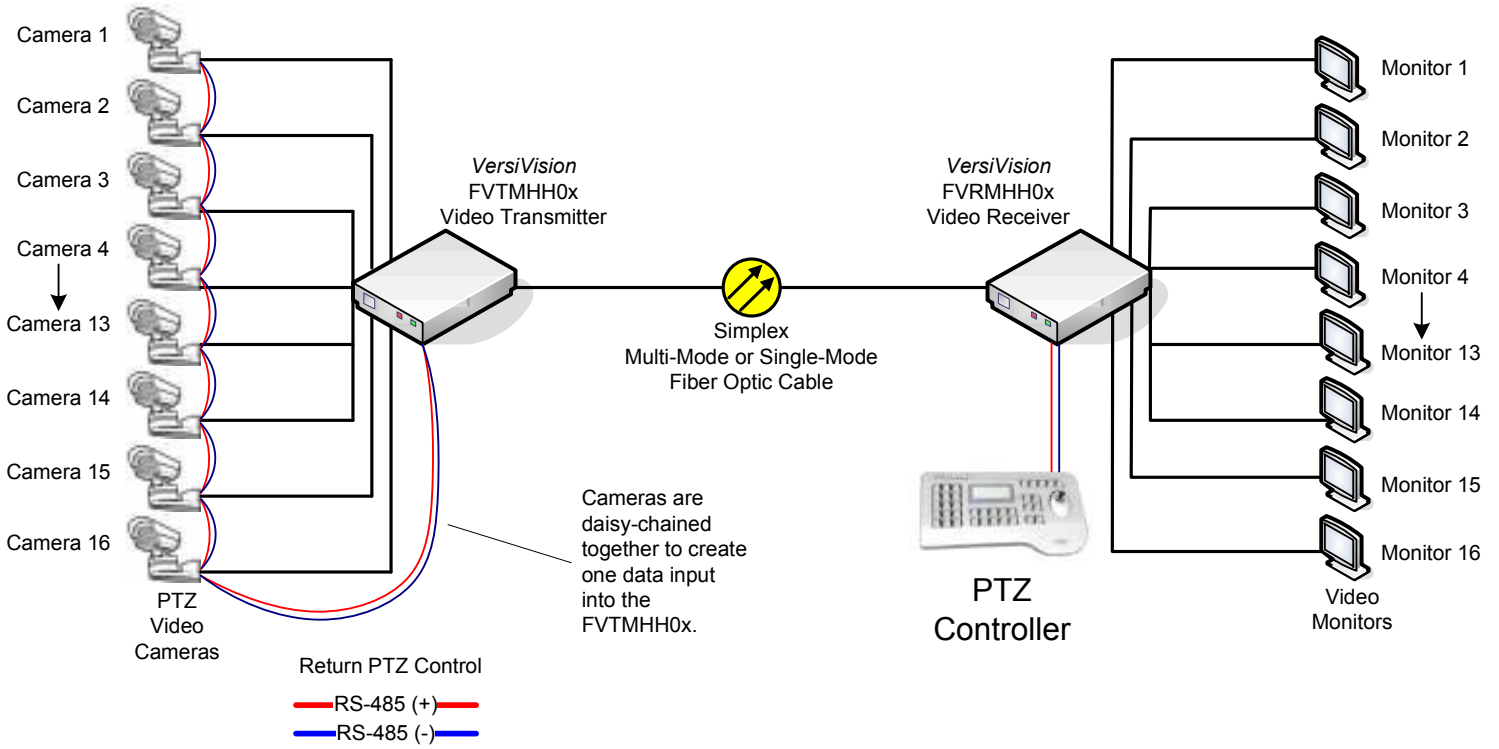 Camera 1
Camera 2
Camera 3
Camera 4
Camera 13
Camera 14
Camera 15
Camera 16
PTZ
Video
Cameras
VersiVision
FVTMHH0x
Video Transmitter
Simplex
Multi-Mode or Single-Mode
Fiber Optic Cable
VersiVision
FVRMHH0x
Video Receiver
Monitor 1
Monitor 2
Monitor 3
Monitor 4
Monitor 13
Monitor 14
Monitor 15
Monitor 16
Video
Monitors
Cameras are
daisy-chained
together to create
one data input
into the
FVTMHH0x.
PTZ
Controller
Return PTZ Control
RS-485 (+)
RS-485 (-)